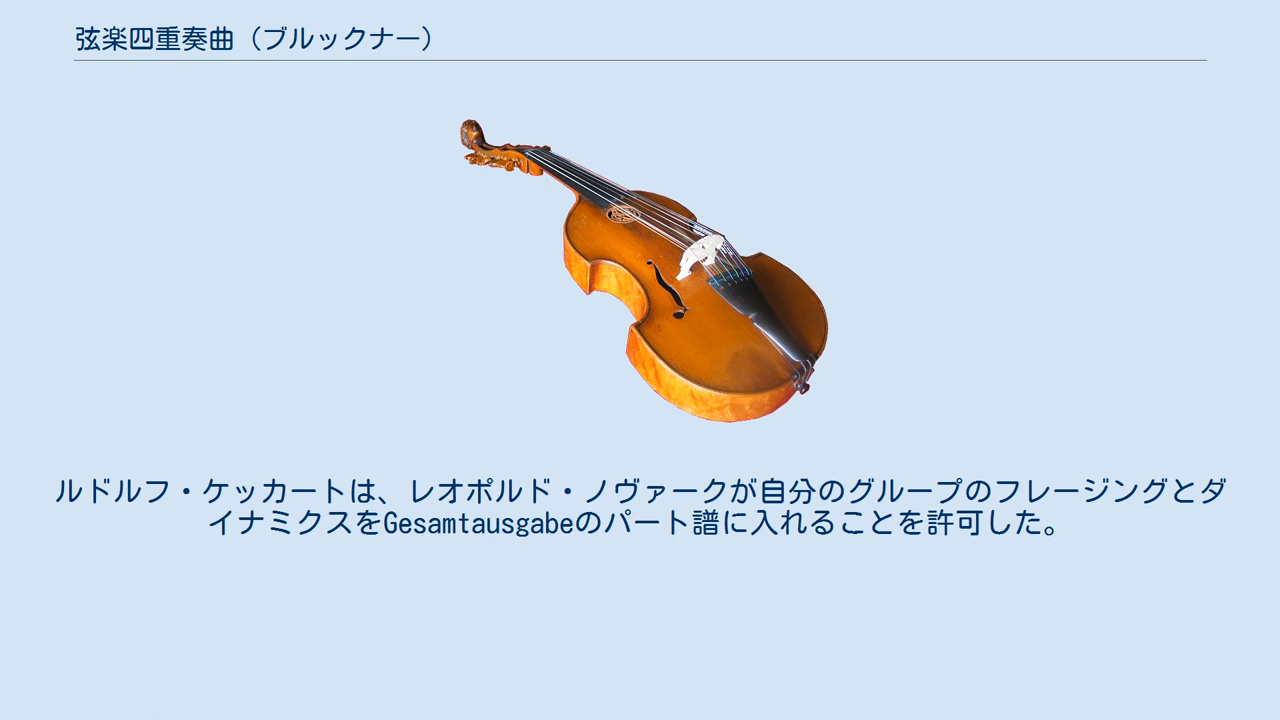 弦楽四重奏曲（ブルックナー）
ルドルフ・ケッカートは、レオポルド・ノヴァークが自分のグループのフレージングとダ
イナミクスをGesamtausgabeのパート譜に入れることを許可した。